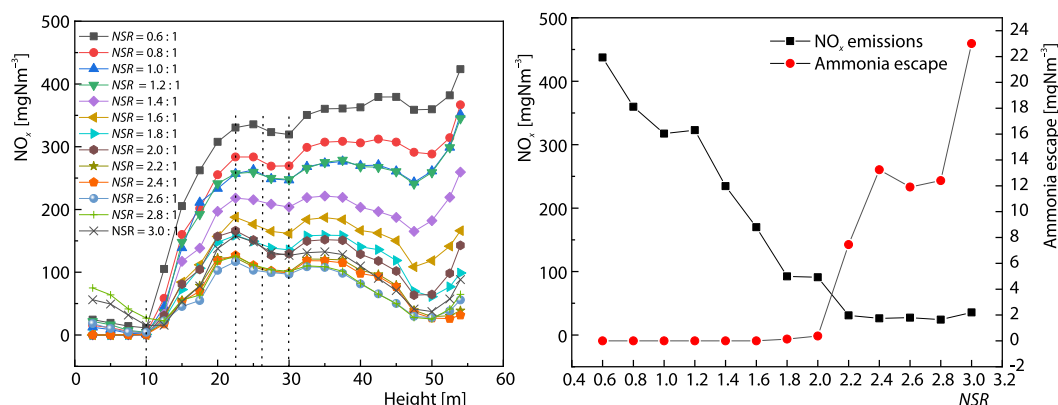 NOx [mgNm–3]
500
400
300
200
100
0
0
10
20
30
40
50
60
Height [m]
NSR = 0.6 : 1
NSR = 0.8 : 1
NSR = 1.0 : 1
NSR = 1.2 : 1
NSR = 1.4 : 1
NSR = 1.6 : 1
NSR = 1.8 : 1
NSR = 2.0 : 1
NSR = 2.2 : 1
NSR = 2.4 : 1
NSR = 2.6 : 1
NSR = 2.8 : 1
NSR = 3.0 : 1
NOx [mgNm–3]
500
400
300
200
100
0
NOx emissions
Ammonia escape
0.4 0.6 0.8 1.0 1.2 1.4 1.6 1.8 2.0 2.2 2.4 2.6 2.8 3.0 3.2
NSR
24
22
20
18
16
14
12
10
8
6
4
2
0
-2
Ammonia escape [mqNm–3]